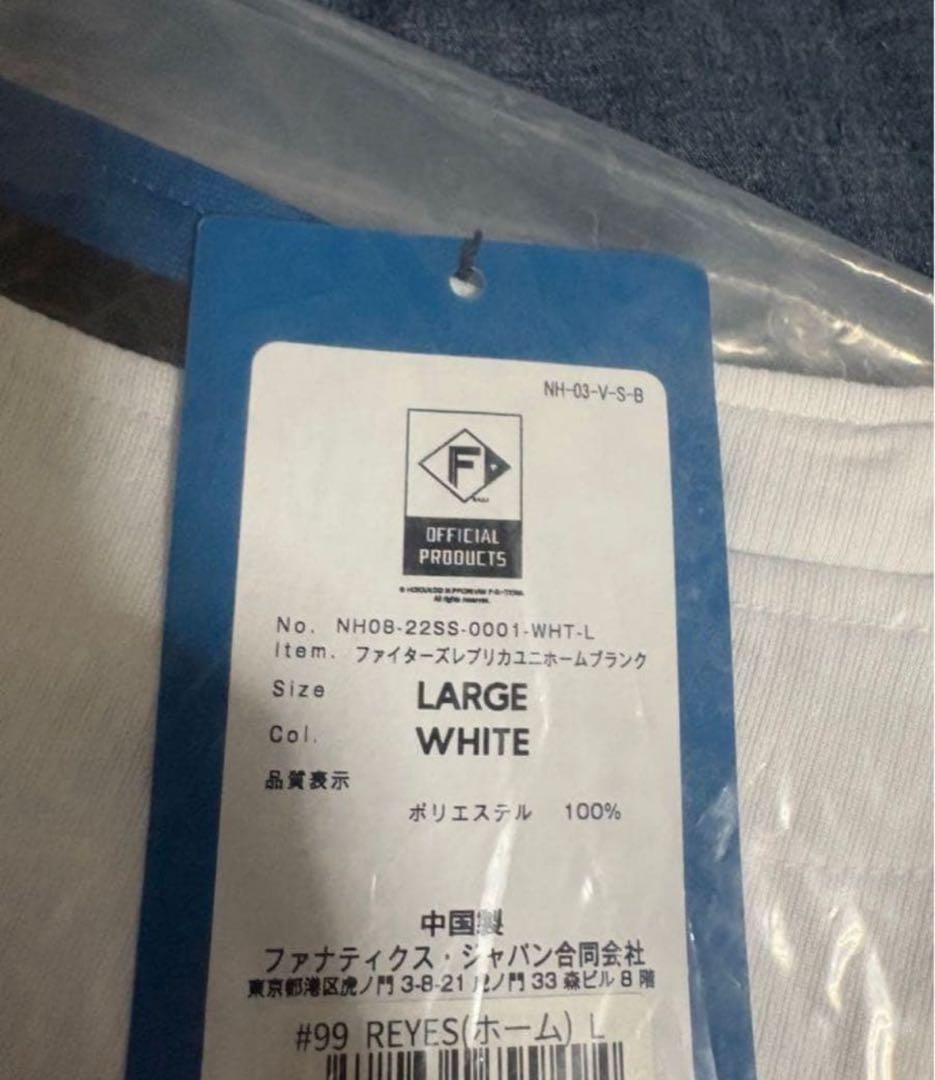 NH-03-V-S-B
F
OFFICIAL
PRODUCTS
All rights reserved.
No. NH08-22SS-0001-WHT-L
Item. ファイターズレプリカユニホームブランク
Size LARGE
Col. WHITE
品質表示
ポリエステル 100%
中国製
ファナティクス・ジャパン合同会社
東京都港区虎ノ門 3-8-21 虎ノ門 33 森ビル 8 階
#99 REYES(ホーム) L